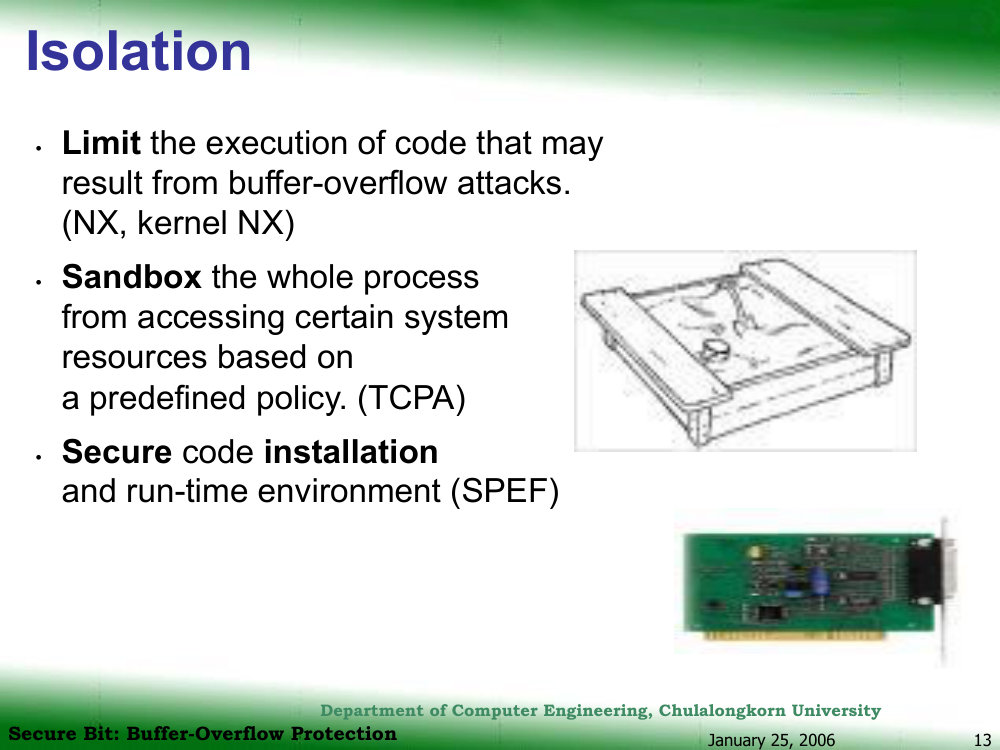 Isolation
• Limit the execution of code that may
result from buffer-overflow attacks.
(NX, kernel NX)
• Sandbox the whole process
from accessing certain system
resources based on
a predefined policy. (TCPA)
• Secure code installation
and run-time environment (SPEF)
Department of Computer Engineering, Chulalongkorn University
Secure Bit: Buffer-Overflow Protection
January 25, 2006
13